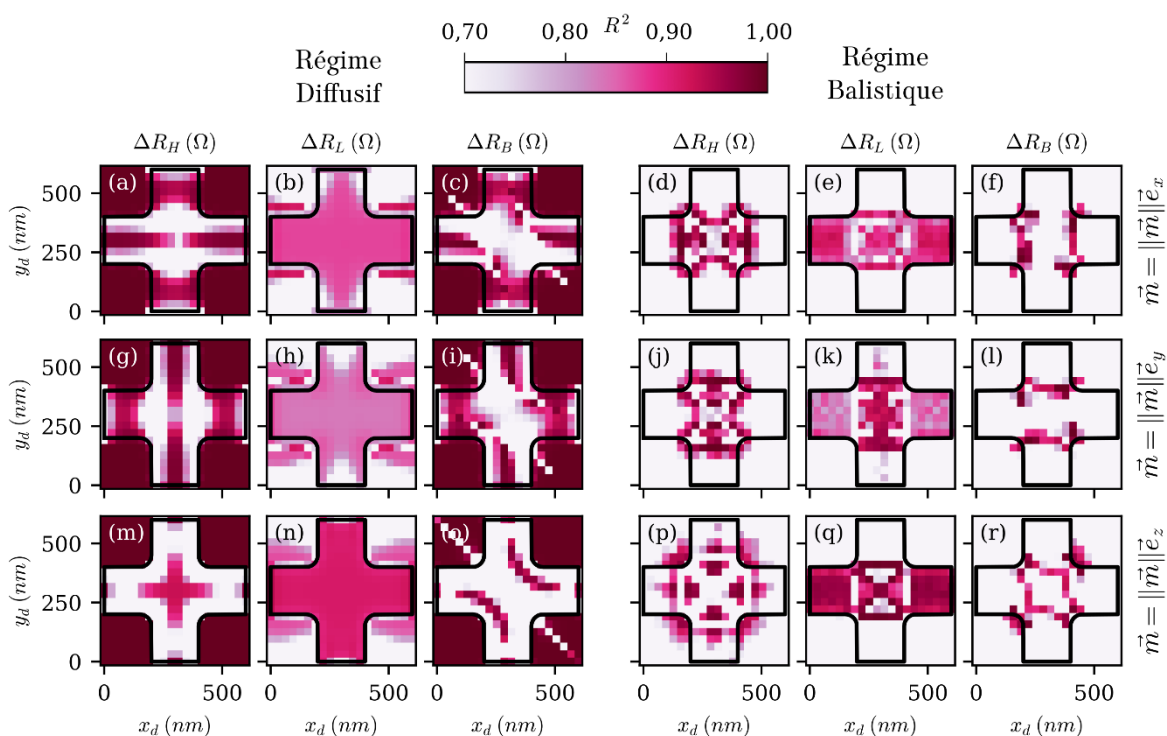 0,70 0,80 R² 0,90 1,00
Régime
Diffusif
Régime
Balistique
ΔR_H (Ω) ΔR_L (Ω) ΔR_B (Ω) ΔR_H (Ω) ΔR_L (Ω) ΔR_B (Ω)
(a) (b) (c) (d) (e) (f)
500
250
0
y_d (nm)
m⃗ = ||m⃗||e⃗_x
(g) (h) (i) (j) (k) (l)
500
250
0
y_d (nm)
m⃗ = ||m⃗||e⃗_y
(m) (n) (o) (p) (q) (r)
500
250
0
y_d (nm)
m⃗ = ||m⃗||e⃗_z
0 500 0 500 0 500 0 500 0 500 0 500
x_d (nm) x_d (nm) x_d (nm) x_d (nm) x_d (nm) x_d (nm)